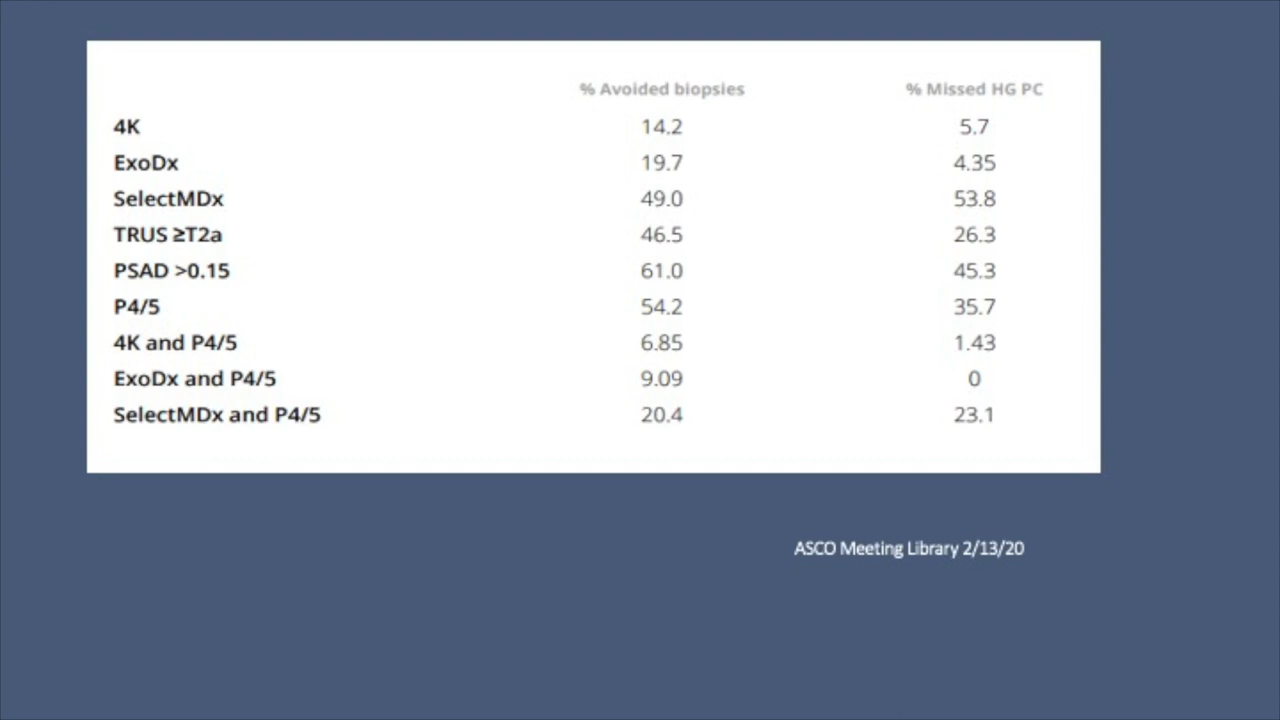 % Avoided biopsies % Missed HG PC
4K 14.2 5.7
ExoDx 19.7 4.35
SelectMDx 49.0 53.8
TRUS ≥T2a 46.5 26.3
PSAD >0.15 61.0 45.3
P4/5 54.2 35.7
4K and P4/5 6.85 1.43
ExoDx and P4/5 9.09 0
SelectMDx and P4/5 20.4 23.1
ASCO Meeting Library 2/13/20